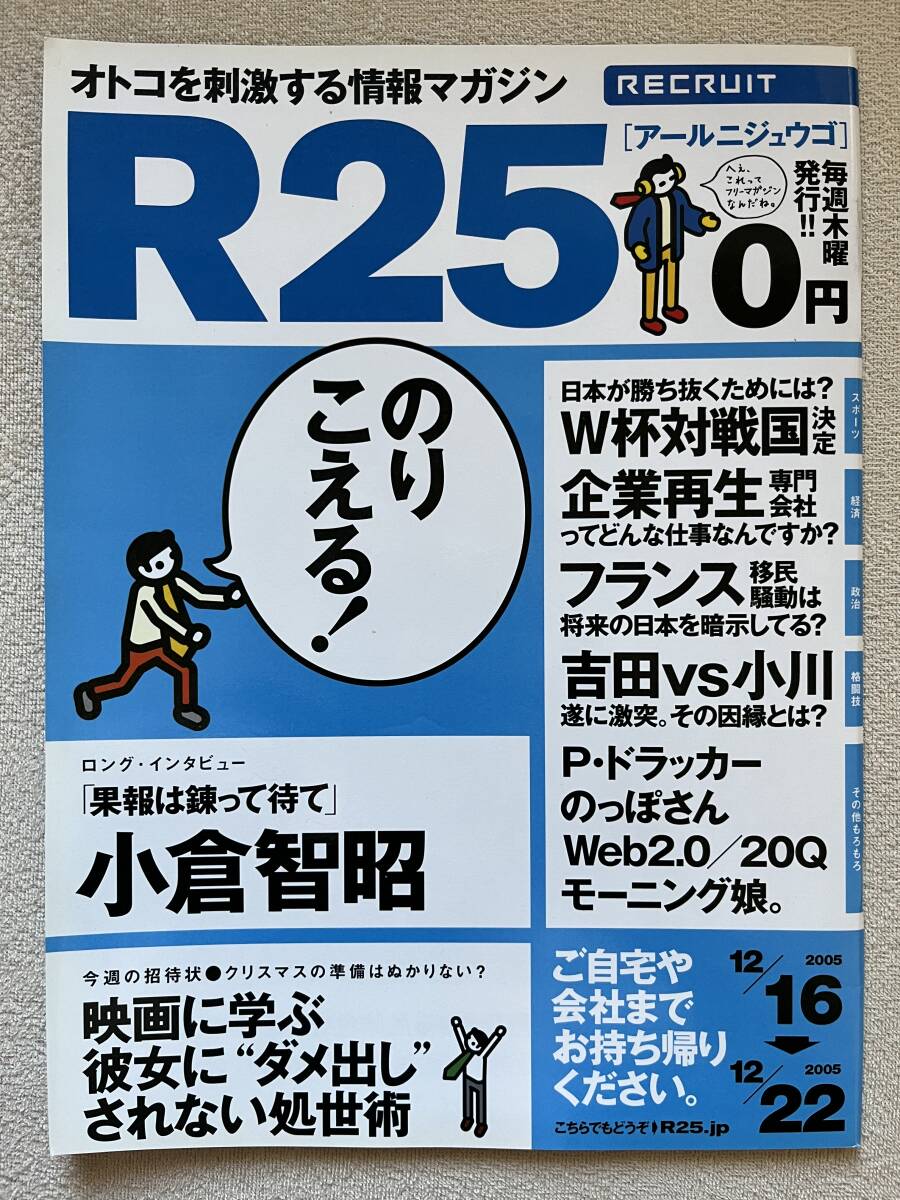 オトコを刺激する情報マガジン
RECRUIT
R25
[アールニジュウゴ]
へえ、
これって
フリーマガジン
なんだね。
毎週木曜
発行!!
0円
のり
こえる!
日本が勝ち抜くためには?
W杯対戦国決定
スポーツ
企業再生専門会社
ってどんな仕事なんですか?
経済
フランス移民騒動は
将来の日本を暗示してる?
政治
吉田vs小川
遂に激突。その因縁とは?
格闘技
P・ドラッカー
のっぽさん
Web2.0/20Q
モーニング娘。
その他もろもろ
ロング・インタビュー
「果報は錬って待て」
小倉智昭
今週の招待状●クリスマスの準備はぬかりない?
映画に学ぶ
彼女に“ダメ出し”
されない処世術
ご自宅や
会社まで
お持ち帰り
ください。
こちらでもどうぞ▶R25.jp
2005
12/16
2005
12/22